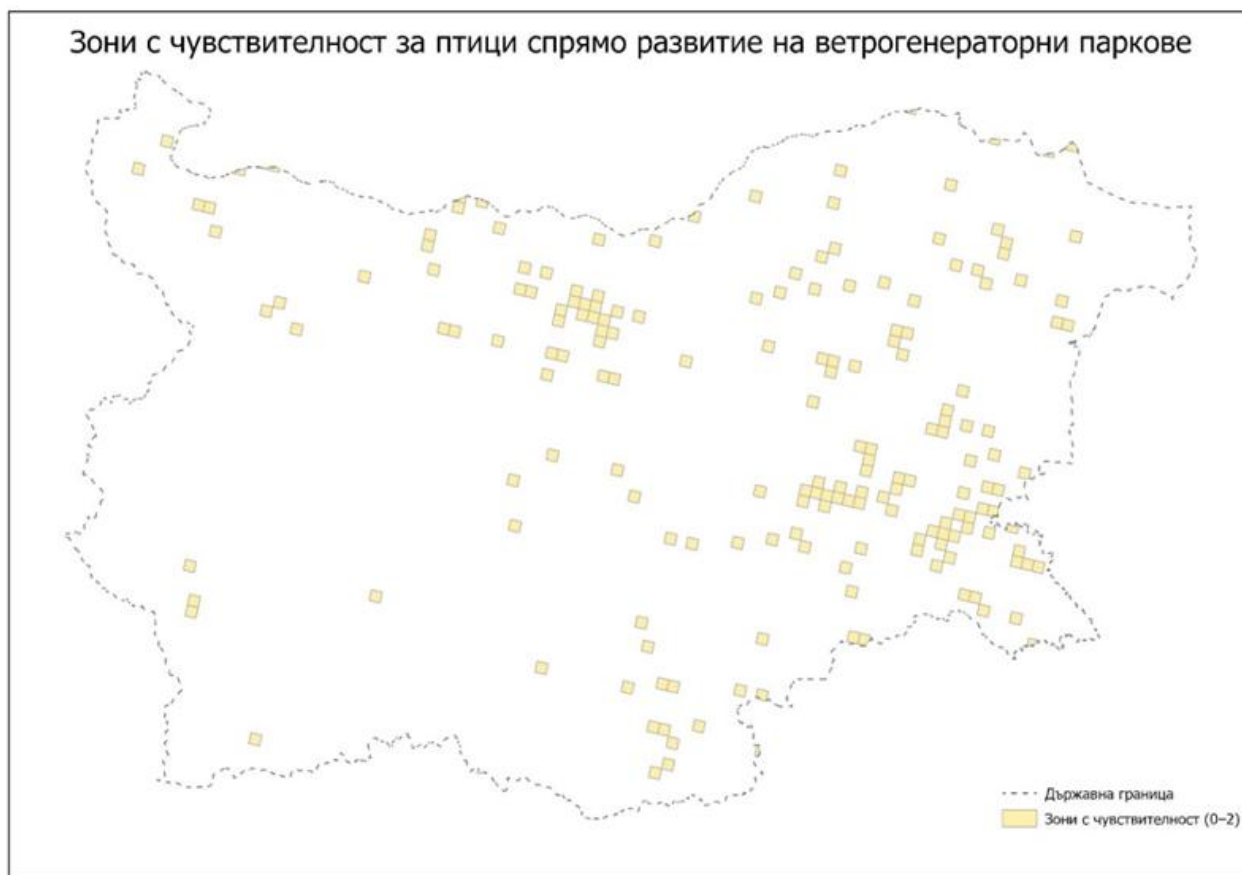 Зони с чувствителност за птици спрямо развитие на ветрогенераторни паркове
Държавна граница
Зони с чувствителност (0–2)